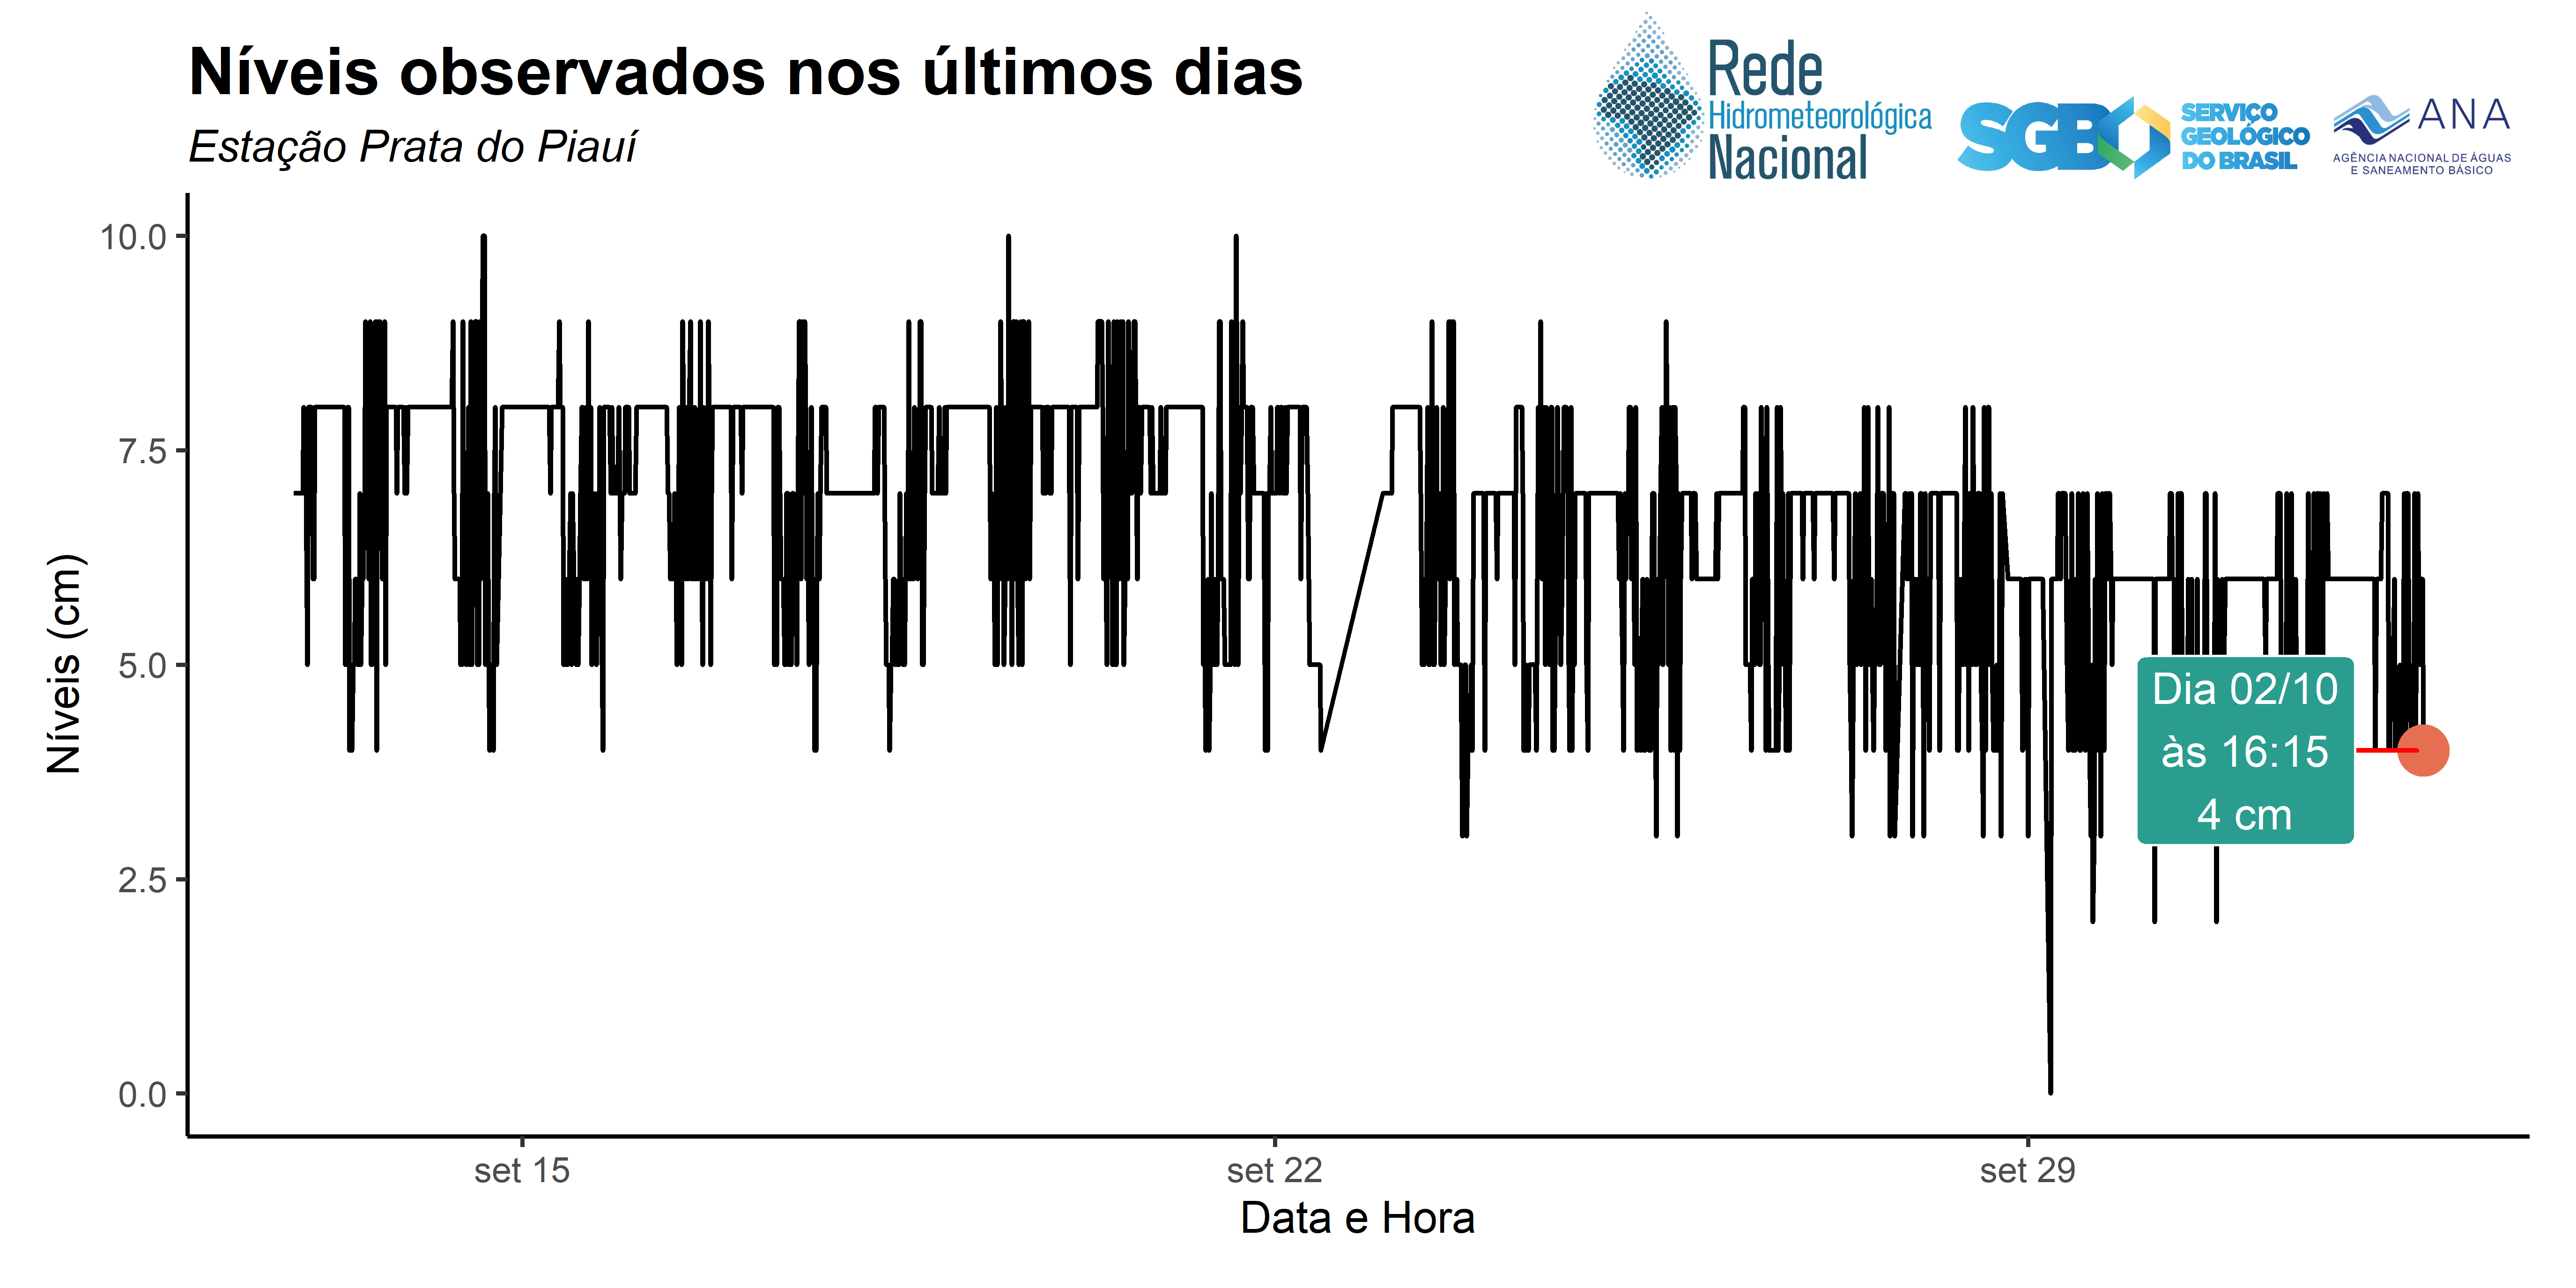 Níveis observados nos últimos dias
Estação Prata do Piauí
Rede
Hidrometeorológica
Nacional
SGB
SERVIÇO
GEOLÓGICO
DO BRASIL
ANA
AGÊNCIA NACIONAL DE ÁGUAS
E SANEAMENTO BÁSICO
Níveis (cm)
10.0
7.5
5.0
2.5
0.0
Dia 02/10
às 16:15
4 cm
set 15
set 22
set 29
Data e Hora